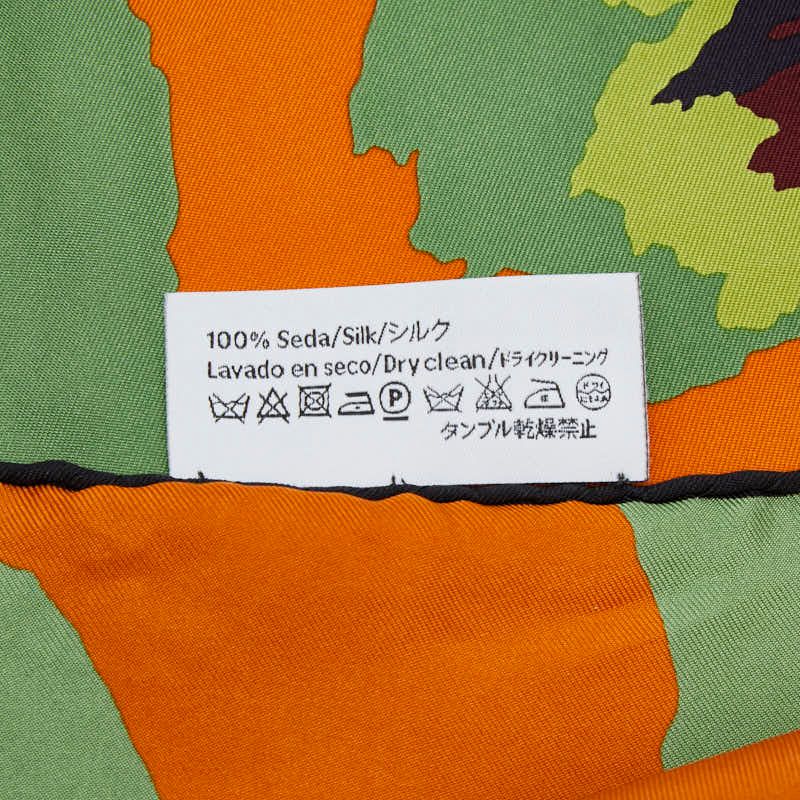 100% Seda/Silk/シルク
Lavado en seco/Dry clean/ドライクリーニング
P
タンブル乾燥禁止